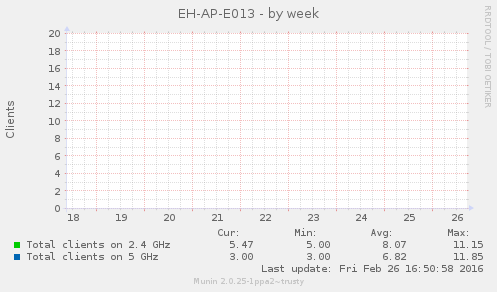 EH-AP-E013 - by week
RRDTOOL / TOBI OETIKER
Clients
20
18
16
14
12
10
8
6
4
2
0
18 19 20 21 22 23 24 25 26
Cur: Min: Avg: Max:
Total clients on 2.4 GHz 5.47 5.00 8.07 11.15
Total clients on 5 GHz 3.00 3.00 6.82 11.85
Last update: Fri Feb 26 16:50:58 2016
Munin 2.0.25-1ppa2~trusty